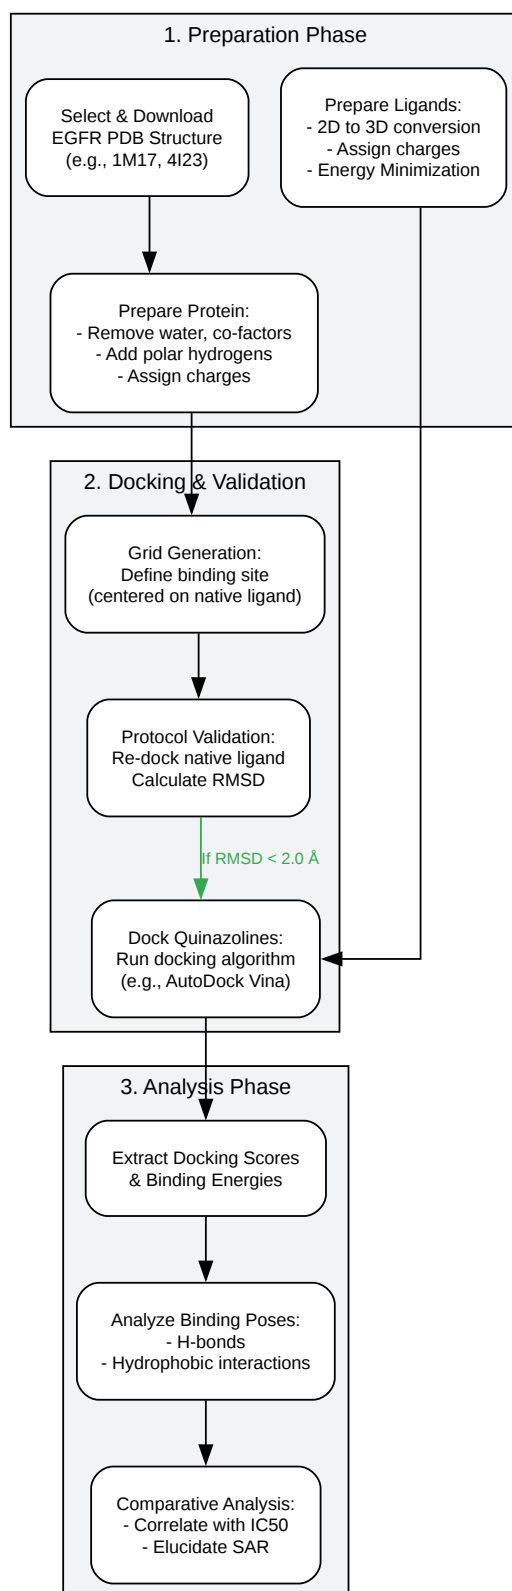 1. Preparation Phase
Select & Download
EGFR PDB Structure
(e.g., 1M17, 4I23)
Prepare Ligands:
- 2D to 3D conversion
- Assign charges
- Energy Minimization
Prepare Protein:
- Remove water, co-factors
- Add polar hydrogens
- Assign charges
2. Docking & Validation
Grid Generation:
Define binding site
(centered on native ligand)
Protocol Validation:
Re-dock native ligand
Calculate RMSD
If RMSD < 2.0 Å
Dock Quinazolines:
Run docking algorithm
(e.g., AutoDock Vina)
3. Analysis Phase
Extract Docking Scores
& Binding Energies
Analyze Binding Poses:
- H-bonds
- Hydrophobic interactions
Comparative Analysis:
- Correlate with IC50
- Elucidate SAR